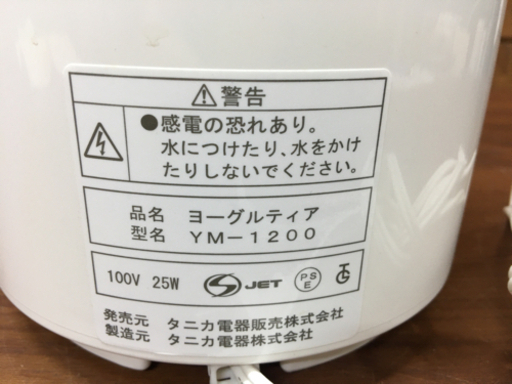 警告
●感電の恐れあり。
水につけたり、水をかけ
たりしないでください。
品名 ヨーグルティア
型名 YM-1200
100V 25W S JET PSE
発売元 タニカ電器販売株式会社
製造元 タニカ電器株式会社